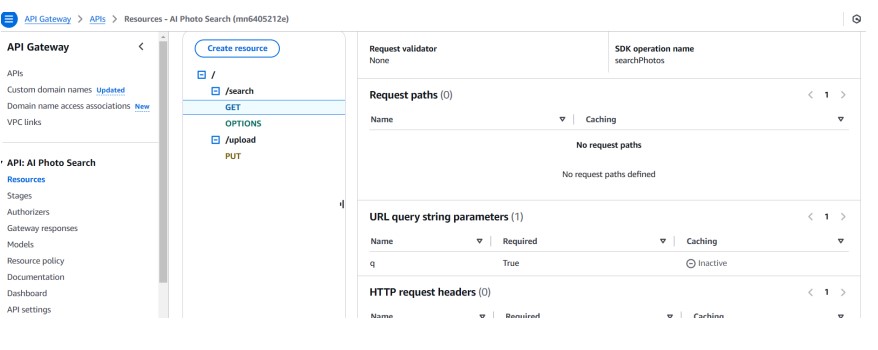 API Gateway > APIs > Resources - AI Photo Search (mn6405212e)
API Gateway
APIs
Custom domain names Updated
Domain name access associations New
VPC links
API: AI Photo Search
Resources
Stages
Authorizers
Gateway responses
Models
Resource policy
Documentation
Dashboard
API settings
Create resource
/
/search
GET
OPTIONS
/upload
PUT
Request validator
None
SDK operation name
searchPhotos
Request paths (0)
< 1 >
Name Caching
No request paths
No request paths defined
URL query string parameters (1)
< 1 >
Name Required Caching
q True Inactive
HTTP request headers (0)
< 1 >
Name Required Caching